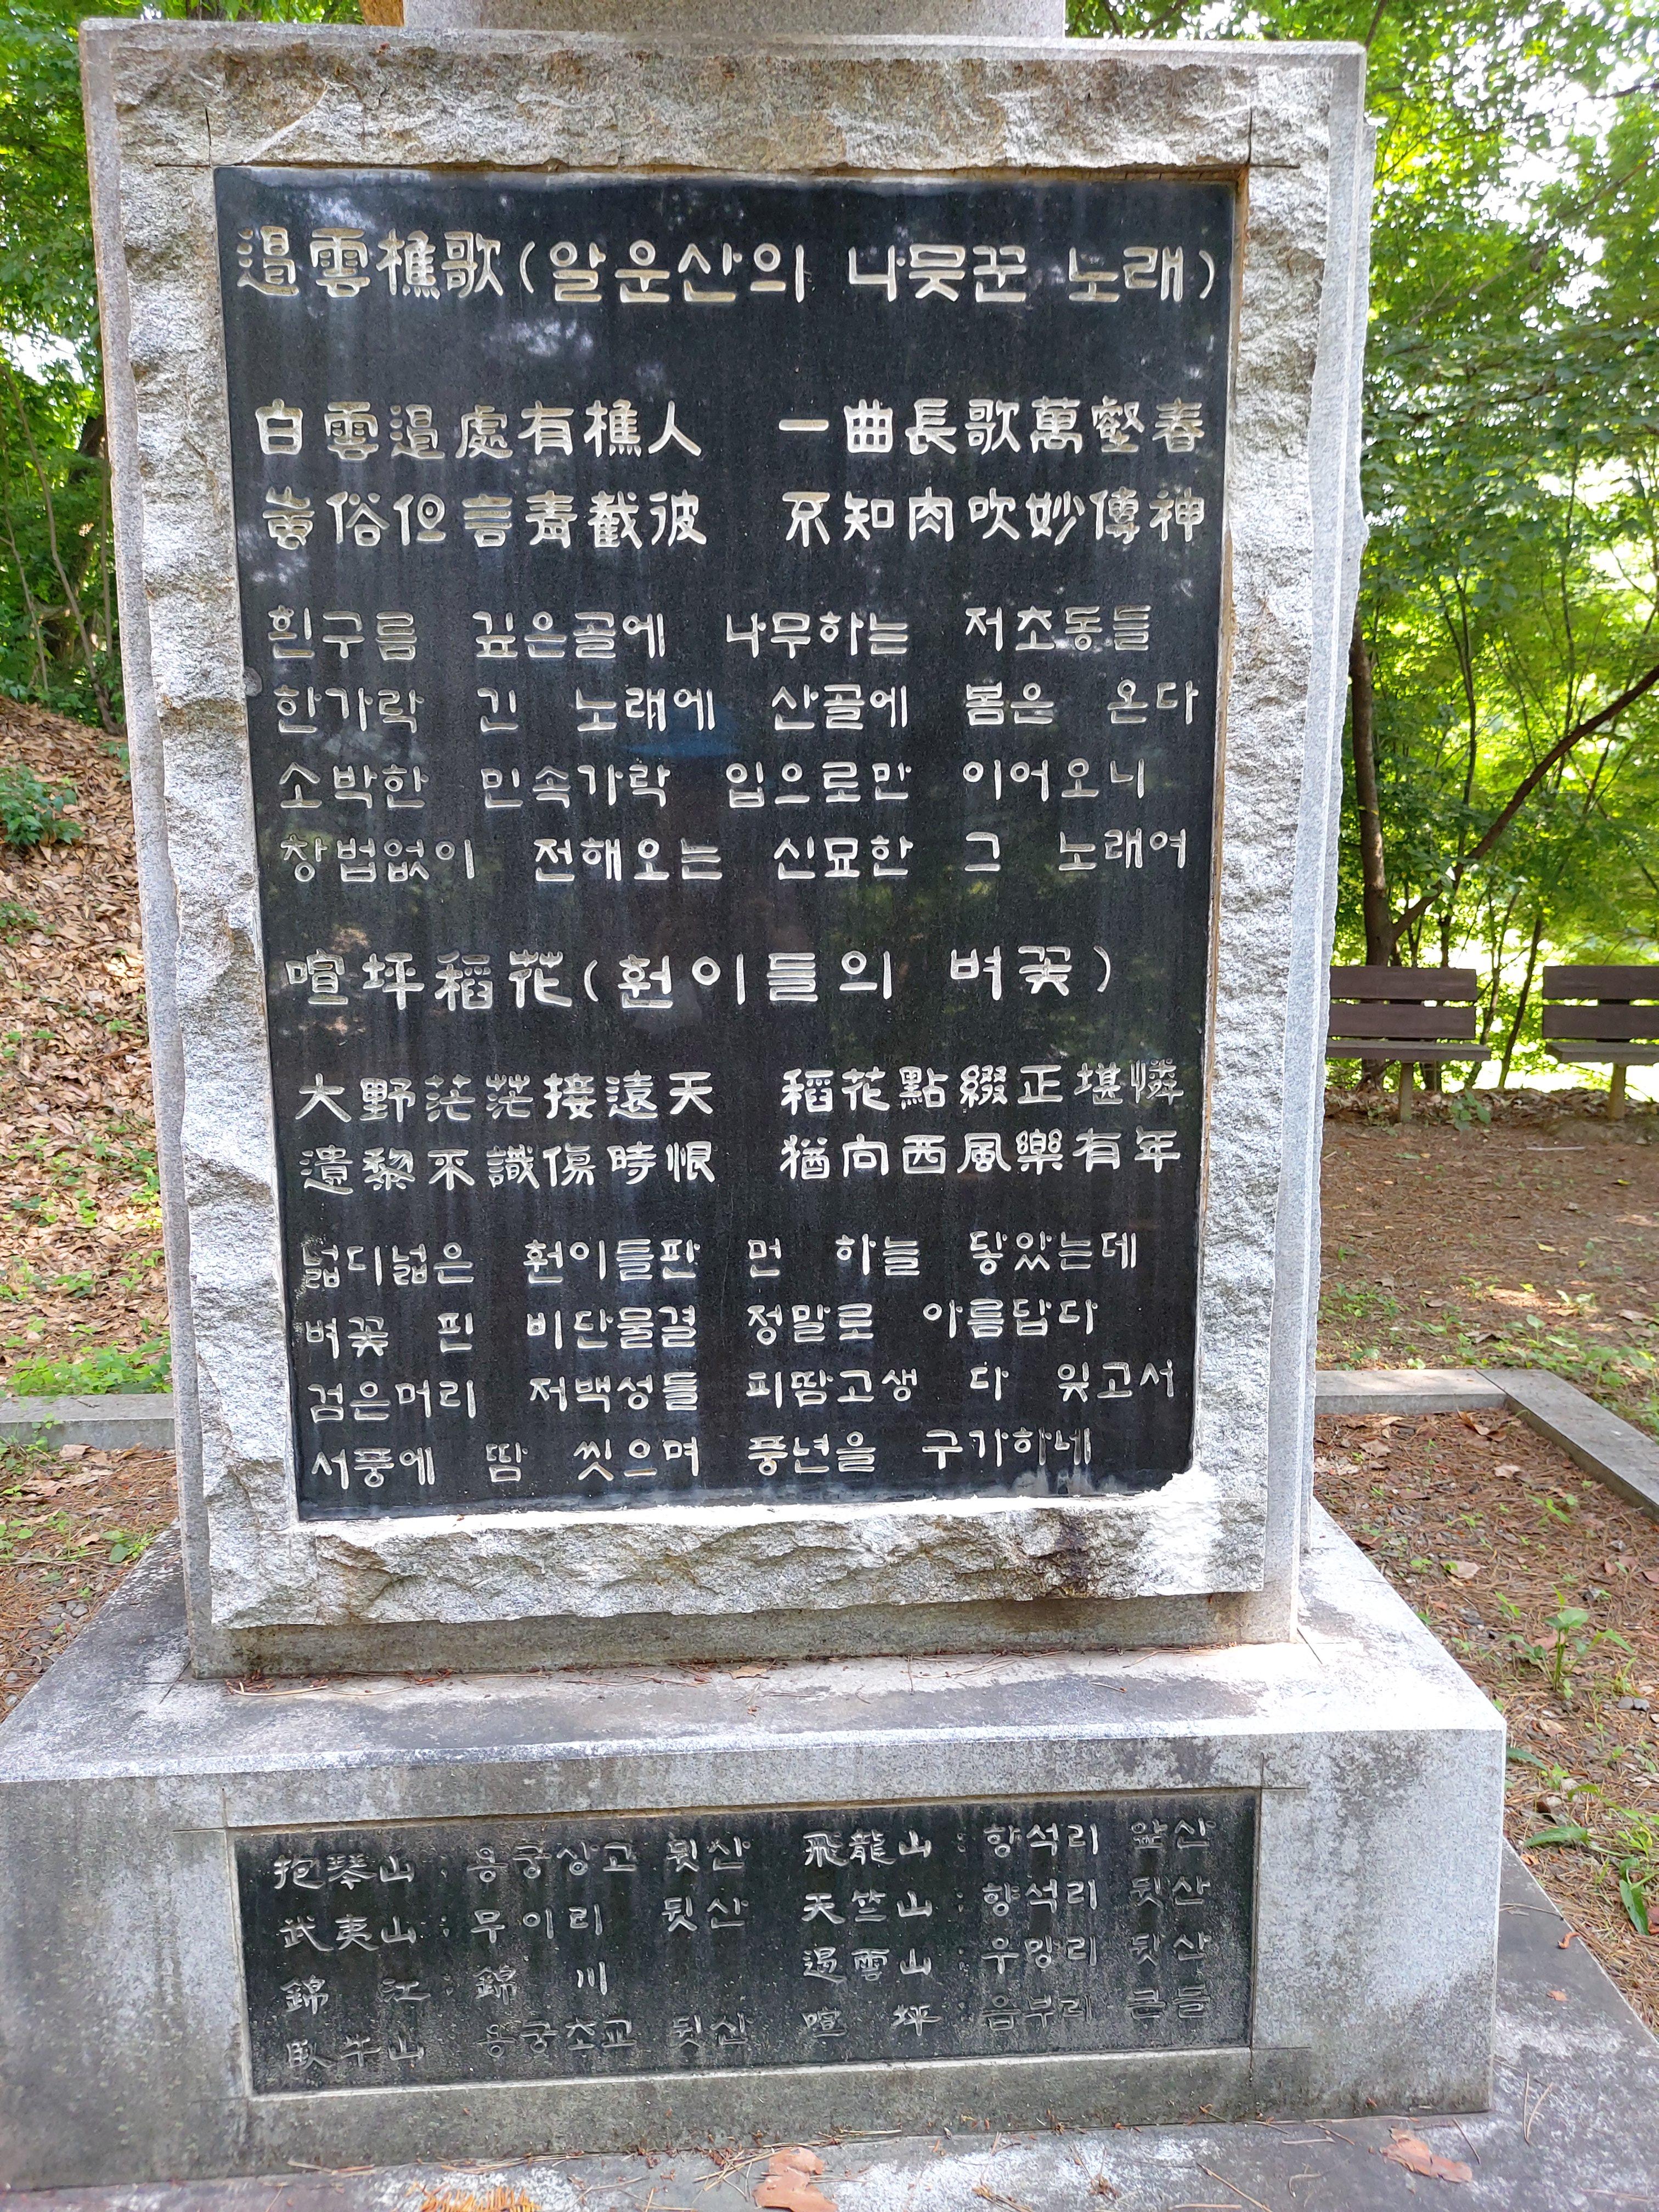 遏雲樵歌(알운산의 나뭇꾼 노래)
白雲遏處有樵人 一曲長歌萬壑春
蚩俗但言靑截彼 不知肉吹妙傳神
흰구름 깊은골에 나무하는 저초동들
한가락 긴 노래에 산골에 봄은 온다
소박한 민속가락 입으로만 이어오니
창법없이 전해오는 신묘한 그 노래여
喧坪稻花(훤이들의 벼꽃)
大野茫茫接遠天 稻花點綴正堪憐
遺黎不識傷時恨 猶向西風樂有年
넓디넓은 훤이들판 먼 하늘 닿았는데
벼꽃 핀 비단물결 정말로 아름답다
검은머리 저백성들 피땀고생 다 잊고서
서풍에 땀 씻으며 풍년을 구가하네
抱琴山 : 용궁상고 뒷산 飛龍山 : 향석리 앞산
武夷山 : 무이리 뒷산 天竺山 : 향석리 뒷산
錦江 : 錦川 遏雲山 : 우망리 뒷산
臥牛山 : 용궁초교 뒷산 喧坪 : 음부리 큰들